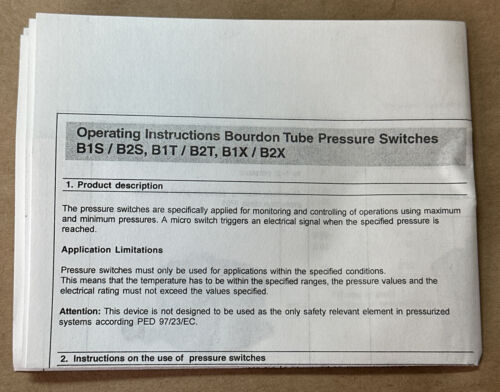 Operating Instructions Bourdon Tube Pressure Switches
B1S / B2S, B1T / B2T, B1X / B2X
1. Product description
The pressure switches are specifically applied for monitoring and controlling of operations using maximum
and minimum pressures. A micro switch triggers an electrical signal when the specified pressure is
reached.
Application Limitations
Pressure switches must only be used for applications within the specified conditions.
This means that the temperature has to be within the specified ranges, the pressure values and the
electrical rating must not exceed the values specified.
Attention: This device is not designed to be used as the only safety relevant element in pressurized
systems according PED 97/23/EC.
2. Instructions on the use of pressure switches